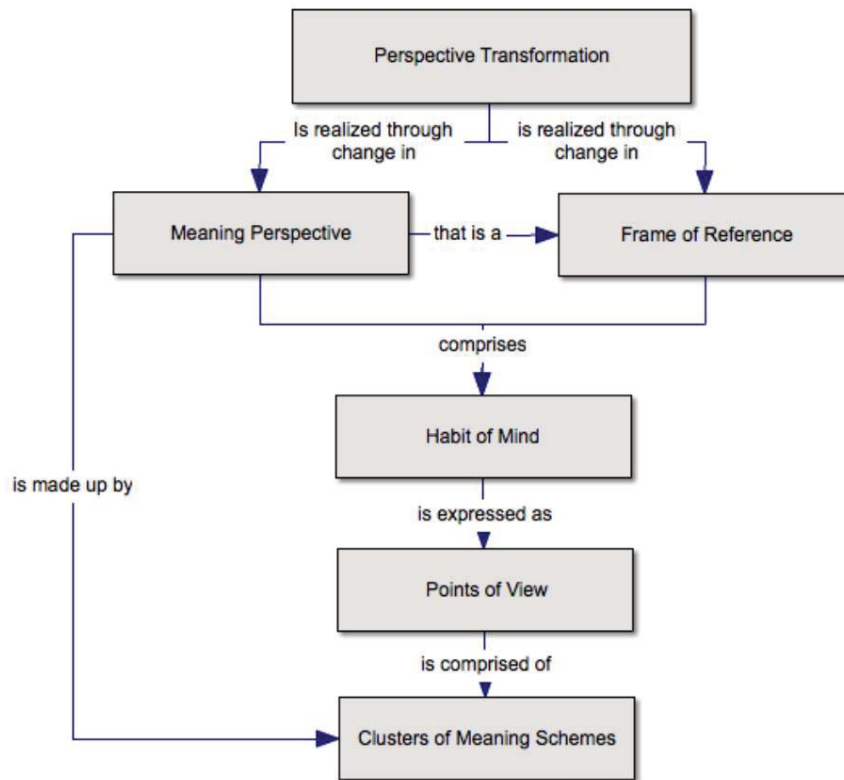 Perspective Transformation
Is realized through
change in
is realized through
change in
Meaning Perspective
that is a
Frame of Reference
comprises
Habit of Mind
is made up by
is expressed as
Points of View
is comprised of
Clusters of Meaning Schemes